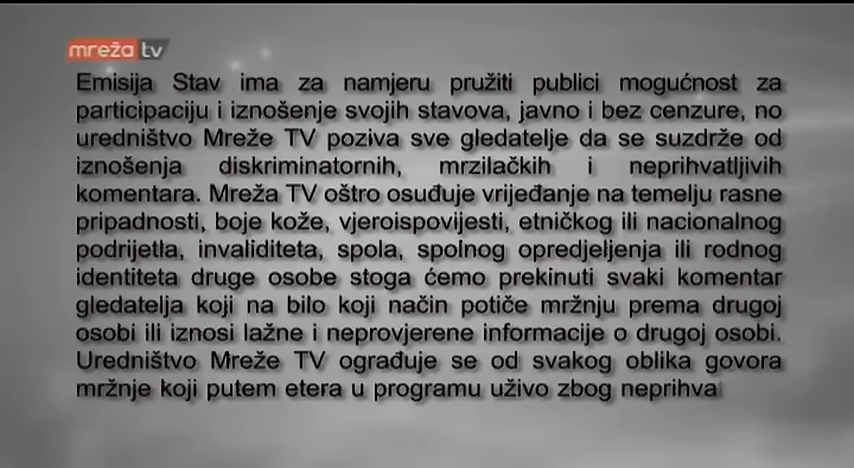 mreža tv
Emisija Stav ima za namjeru pružiti publici mogućnost za
participaciju i iznošenje svojih stavova, javno i bez cenzure, no
uredništvo Mreže TV poziva sve gledatelje da se suzdrže od
iznošenja diskriminatornih, mrzilačkih i neprihvatljivih
komentara. Mreža TV oštro osuđuje vrijeđanje na temelju rasne
pripadnosti, boje kože, vjeroispovijesti, etničkog ili nacionalnog
podrijetla, invaliditeta, spola, spolnog opredjeljenja ili rodnog
identiteta druge osobe stoga ćemo prekinuti svaki komentar
gledatelja koji na bilo koji način potiče mržnju prema drugoj
osobi ili iznosi lažne i neprovjerene informacije o drugoj osobi.
Uredništvo Mreže TV ograđuje se od svakog oblika govora
mržnje koji putem etera u programu uživo zbog neprihva